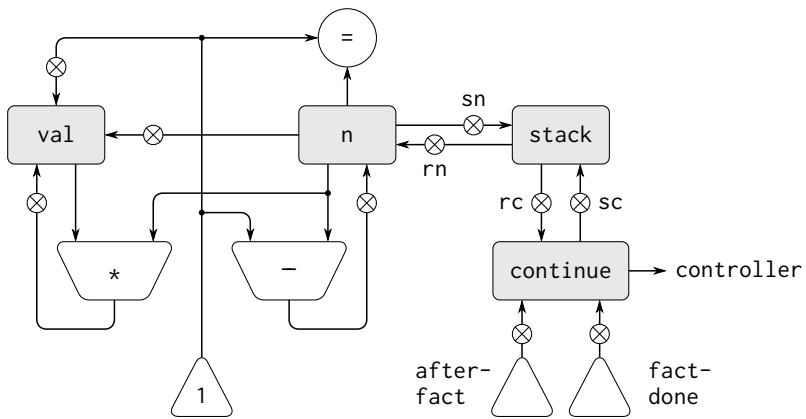 =
sn
val
n
stack
rn
rc
sc
*
−
continue
controller
after-
fact
fact-
done
1